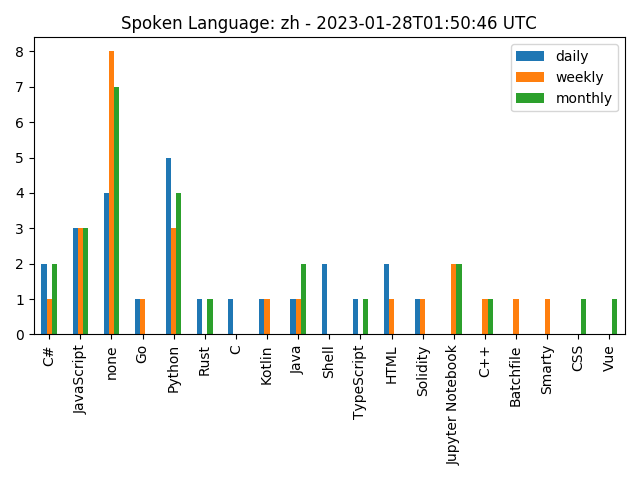 Spoken Language: zh - 2023-01-28T01:50:46 UTC
daily
weekly
monthly
8
7
6
5
4
3
2
1
0
C#
JavaScript
none
Go
Python
Rust
C
Kotlin
Java
Shell
TypeScript
HTML
Solidity
Jupyter Notebook
C++
Batchfile
Smarty
CSS
Vue